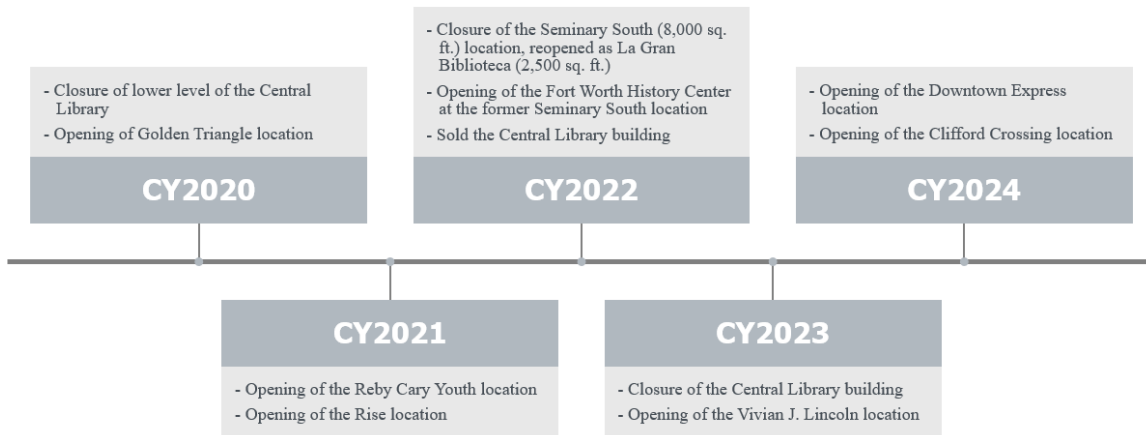 - Closure of lower level of the Central
Library
- Opening of Golden Triangle location
CY2020
- Opening of the Reby Cary Youth location
- Opening of the Rise location
CY2021
- Closure of the Seminary South (8,000 sq.
ft.) location, reopened as La Gran
Biblioteca (2,500 sq. ft.)
- Opening of the Fort Worth History Center
at the former Seminary South location
- Sold the Central Library building
CY2022
CY2023
- Closure of the Central Library building
- Opening of the Vivian J. Lincoln location
- Opening of the Downtown Express
location
- Opening of the Clifford Crossing location
CY2024